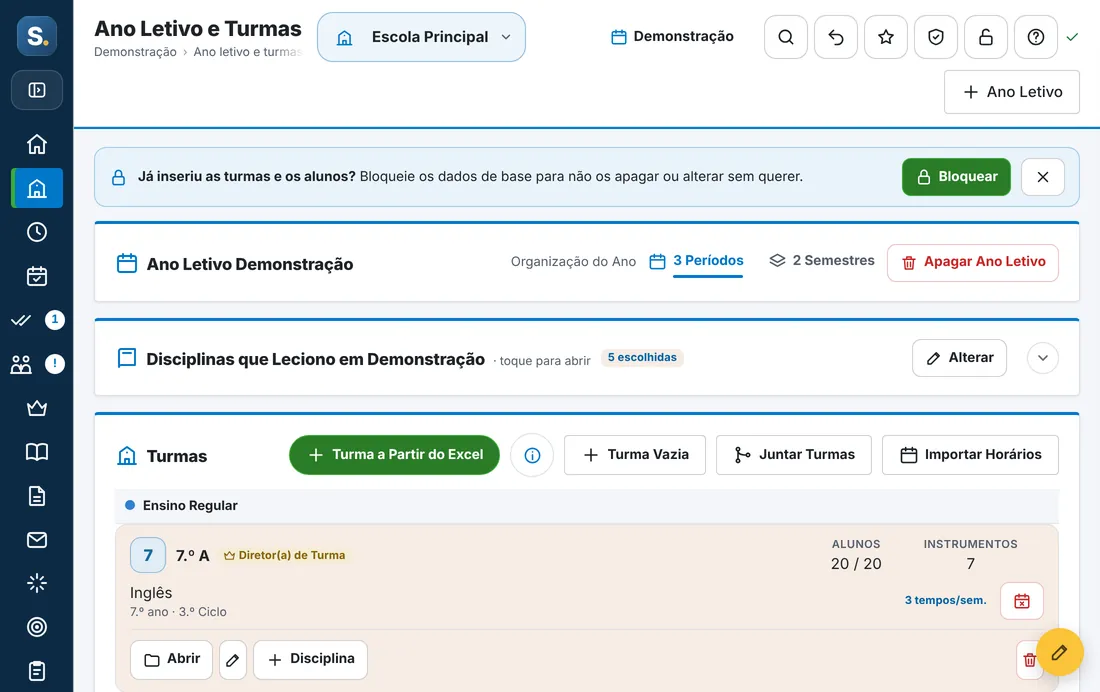 S.
Ano Letivo e Turmas
Demonstração › Ano letivo e turmas
Escola Principal
Demonstração
+ Ano Letivo
Já inseriu as turmas e os alunos? Bloqueie os dados de base para não os apagar ou alterar sem querer.
Bloquear
Ano Letivo Demonstração
Organização do Ano
3 Períodos
2 Semestres
Apagar Ano Letivo
1
!
Disciplinas que Leciono em Demonstração · toque para abrir
5 escolhidas
Alterar
Turmas
+ Turma a Partir do Excel
+ Turma Vazia
Juntar Turmas
Importar Horários
Ensino Regular
7
7.º A
Diretor(a) de Turma
ALUNOS
20 / 20
INSTRUMENTOS
7
Inglês
7.º ano · 3.º Ciclo
3 tempos/sem.
Abrir
+ Disciplina